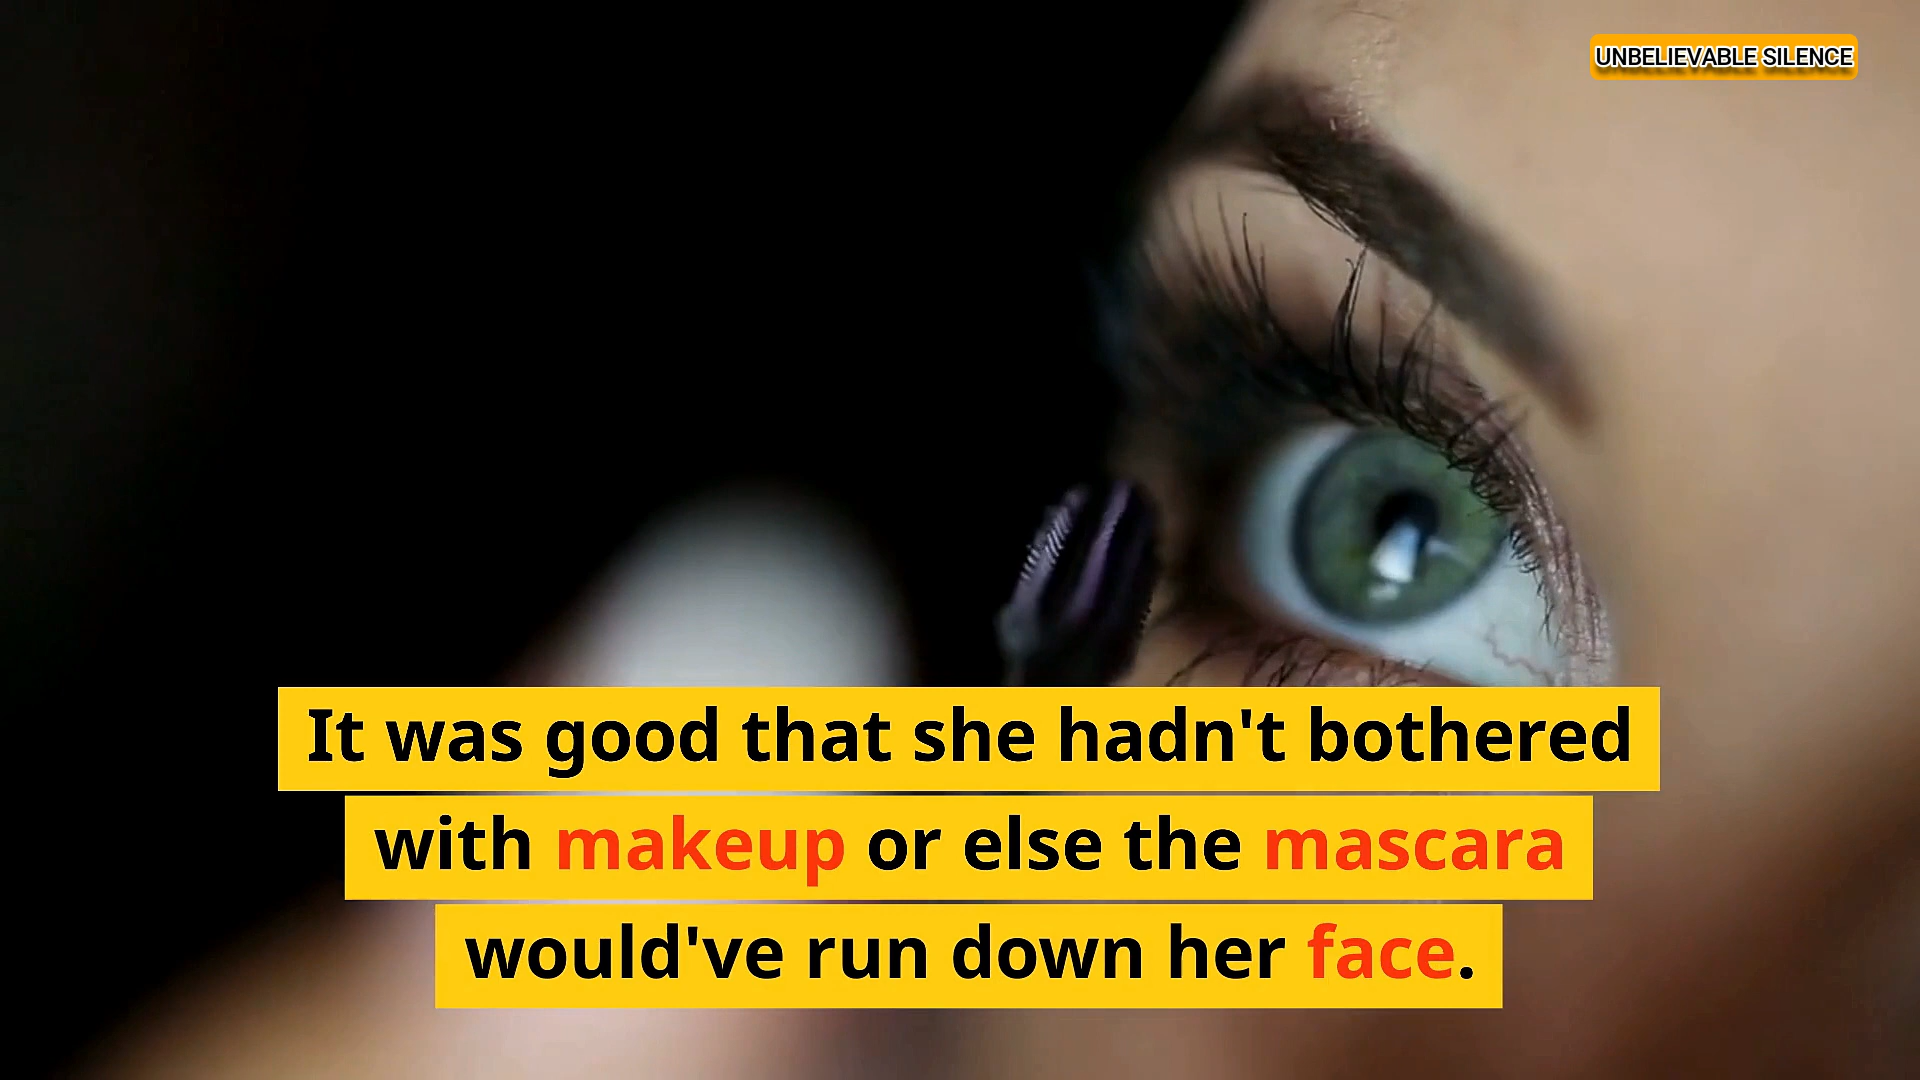 UNBELIEVABLE SILENCE
It was good that she hadn't bothered
with makeup or else the mascara
would've run down her face.